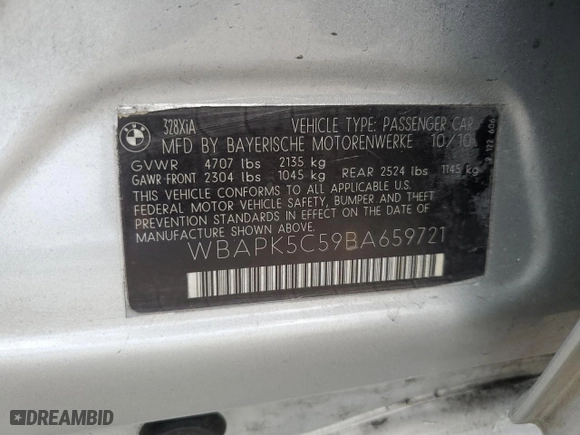 BMW
328XiA VEHICLE TYPE: PASSENGER CAR
MFD BY BAYERISCHE MOTORENWERKE 10/10
GVWR 4707 lbs 2135 kg
GAWR FRONT 2304 lbs 1045 kg REAR 2524 lbs 1145 kg
THIS VEHICLE CONFORMS TO ALL APPLICABLE U.S.
FEDERAL MOTOR VEHICLE SAFETY, BUMPER AND THEFT
PREVENTION STANDARDS IN EFFECT ON THE DATE
OF MANUFACTURE SHOWN ABOVE.
WBAPK5C59BA659721
DREAMBID